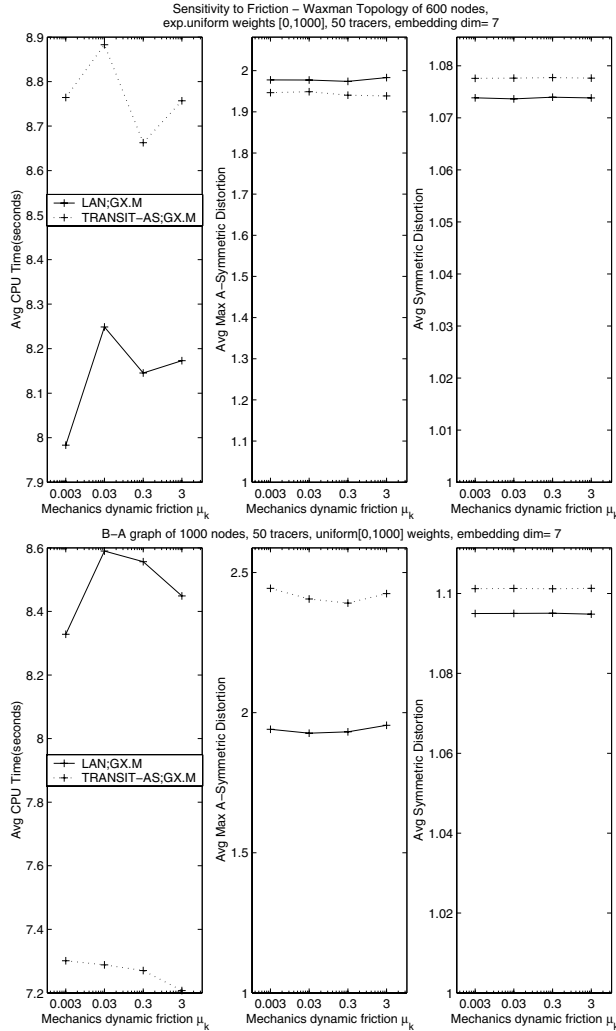 Sensitivity to Friction − Waxman Topology of 600 nodes,
exp.uniform weights [0,1000], 50 tracers, embedding dim= 7
Avg CPU Time(seconds)
8.9
8.8
8.7
8.6
8.5
8.4
8.3
8.2
8.1
8
7.9
LAN;GX.M
TRANSIT−AS;GX.M
0.003 0.03 0.3 3
Mechanics dynamic friction μk
Avg Max A−Symmetric Distortion
2
1.9
1.8
1.7
1.6
1.5
1.4
1.3
1.2
1.1
1
0.003 0.03 0.3 3
Mechanics dynamic friction μk
Avg Symmetric Distortion
1.08
1.07
1.06
1.05
1.04
1.03
1.02
1.01
1
0.003 0.03 0.3 3
Mechanics dynamic friction μk
B−A graph of 1000 nodes, 50 tracers, uniform[0,1000] weights, embedding dim= 7
Avg CPU Time(seconds)
8.6
8.4
8.2
8
7.8
7.6
7.4
7.2
LAN;GX.M
TRANSIT−AS;GX.M
0.003 0.03 0.3 3
Mechanics dynamic friction μk
Avg Max A−Symmetric Distortion
2.5
2
1.5
1
0.003 0.03 0.3 3
Mechanics dynamic friction μk
Avg Symmetric Distortion
1.1
1.08
1.06
1.04
1.02
1
0.003 0.03 0.3 3
Mechanics dynamic friction μk